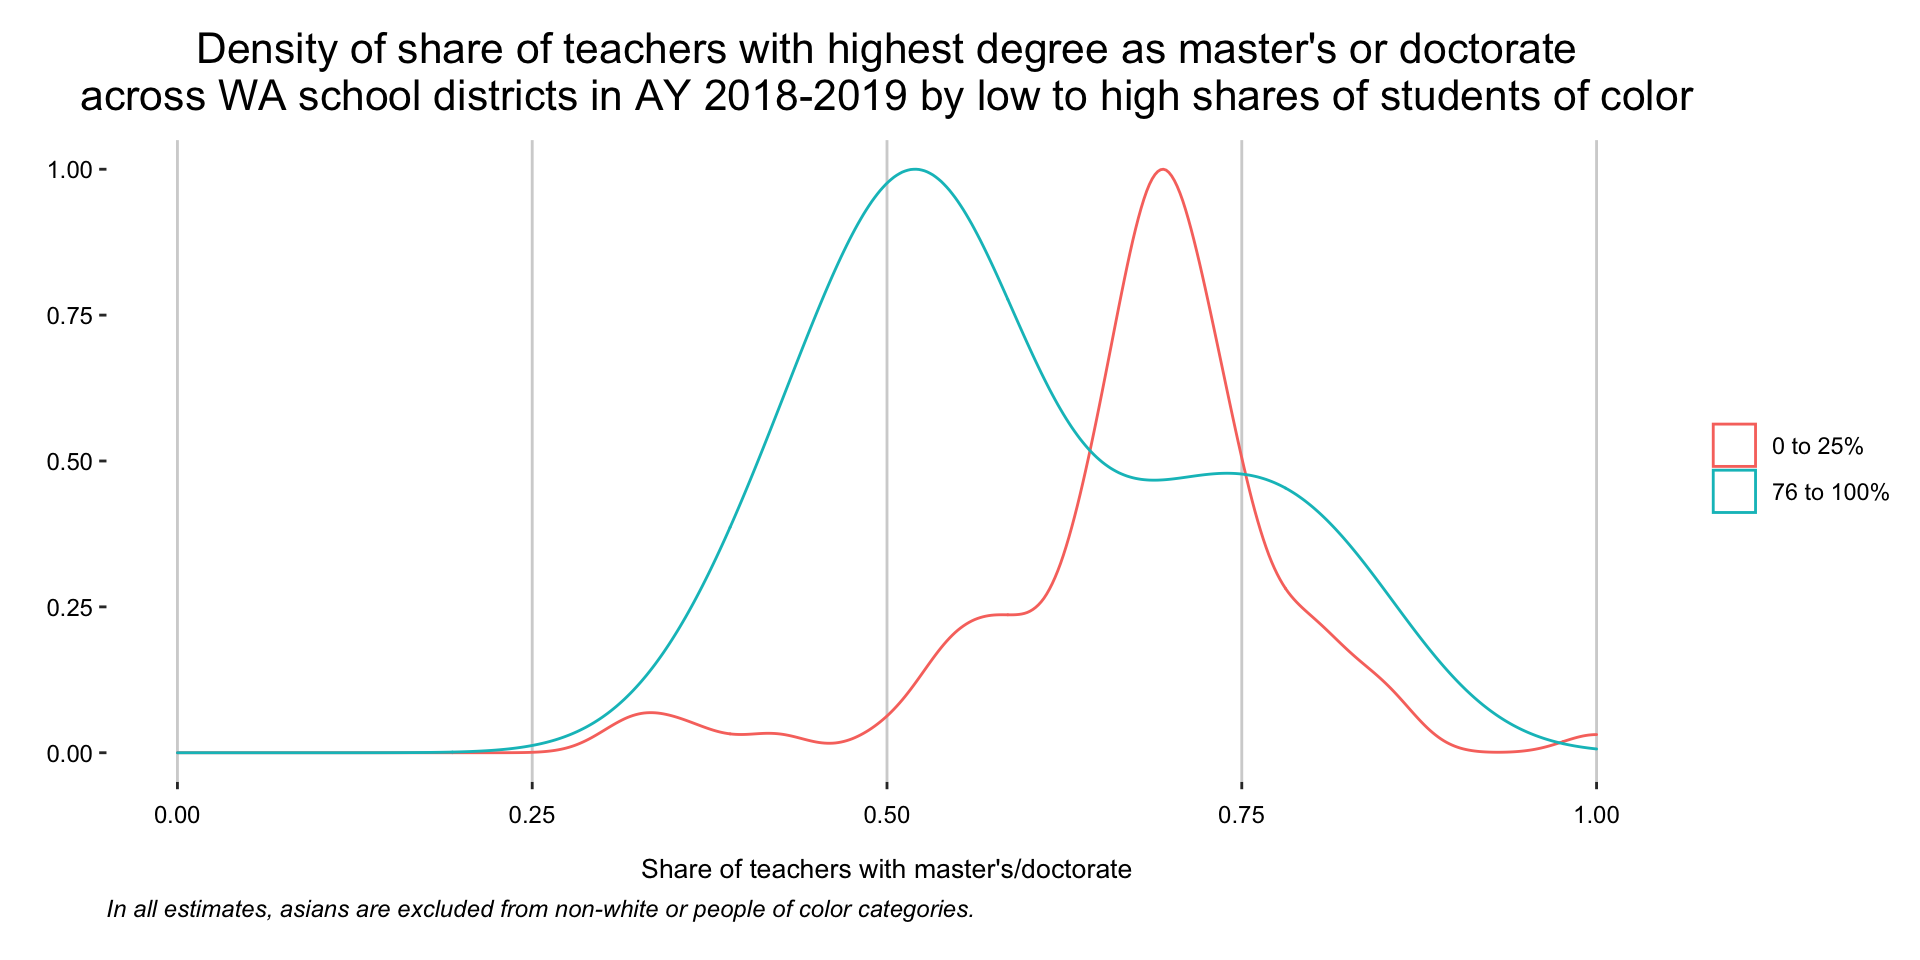 Density of share of teachers with highest degree as master's or doctorate
across WA school districts in AY 2018-2019 by low to high shares of students of color
1.00
0.75
0.50
0.25
0.00
0 to 25%
76 to 100%
0.00 0.25 0.50 0.75 1.00
Share of teachers with master's/doctorate
In all estimates, asians are excluded from non-white or people of color categories.